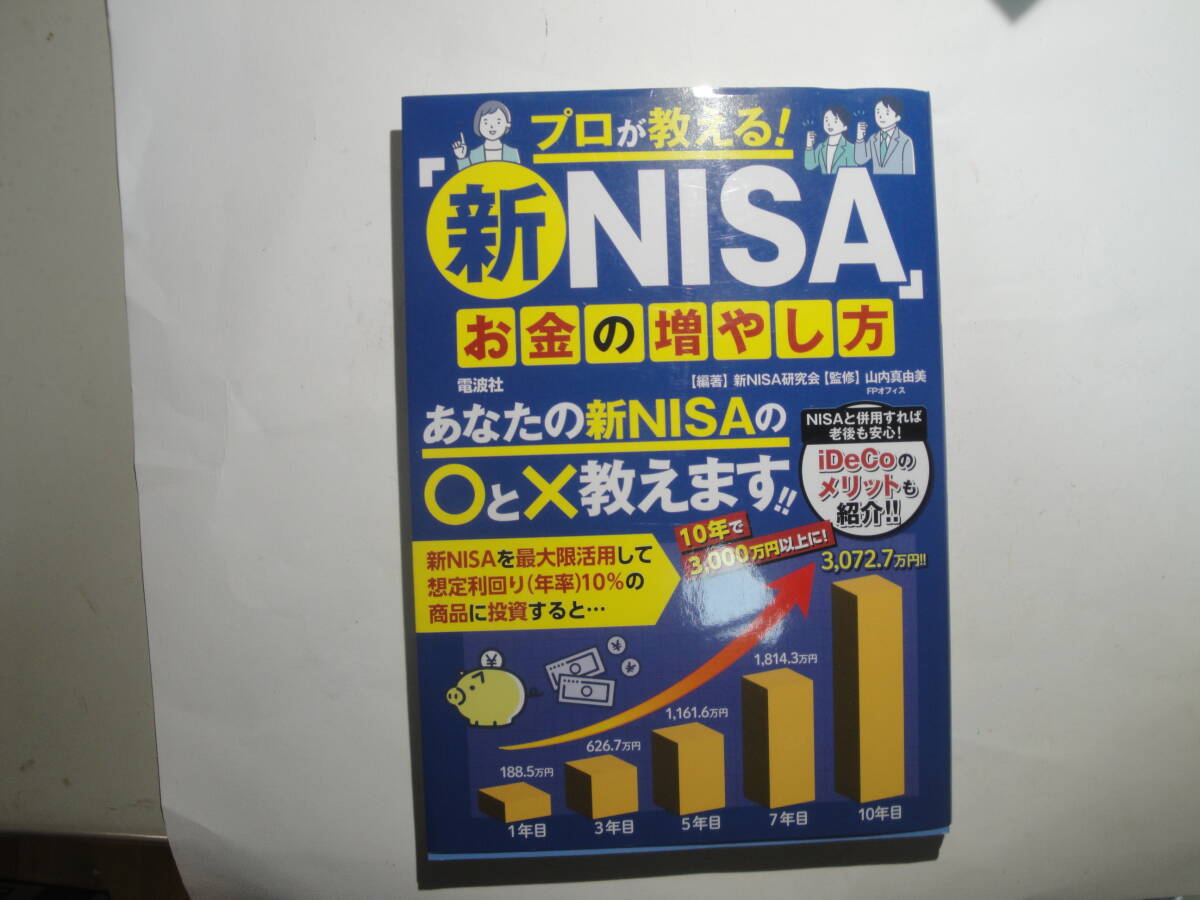 プロが教える!
「新NISA」
お金の増やし方
電波社
【編著】新NISA研究会【監修】山内真由美
FPオフィス
あなたの新NISAの
○と×教えます!!
NISAと併用すれば
老後も安心!
iDeCoの
メリットも
紹介!!
新NISAを最大限活用して
想定利回り(年率)10%の
商品に投資すると…
10年で
3,000万円以上に!
3,072.7万円!!
1,814.3万円
1,161.6万円
626.7万円
188.5万円
1年目
3年目
5年目
7年目
10年目